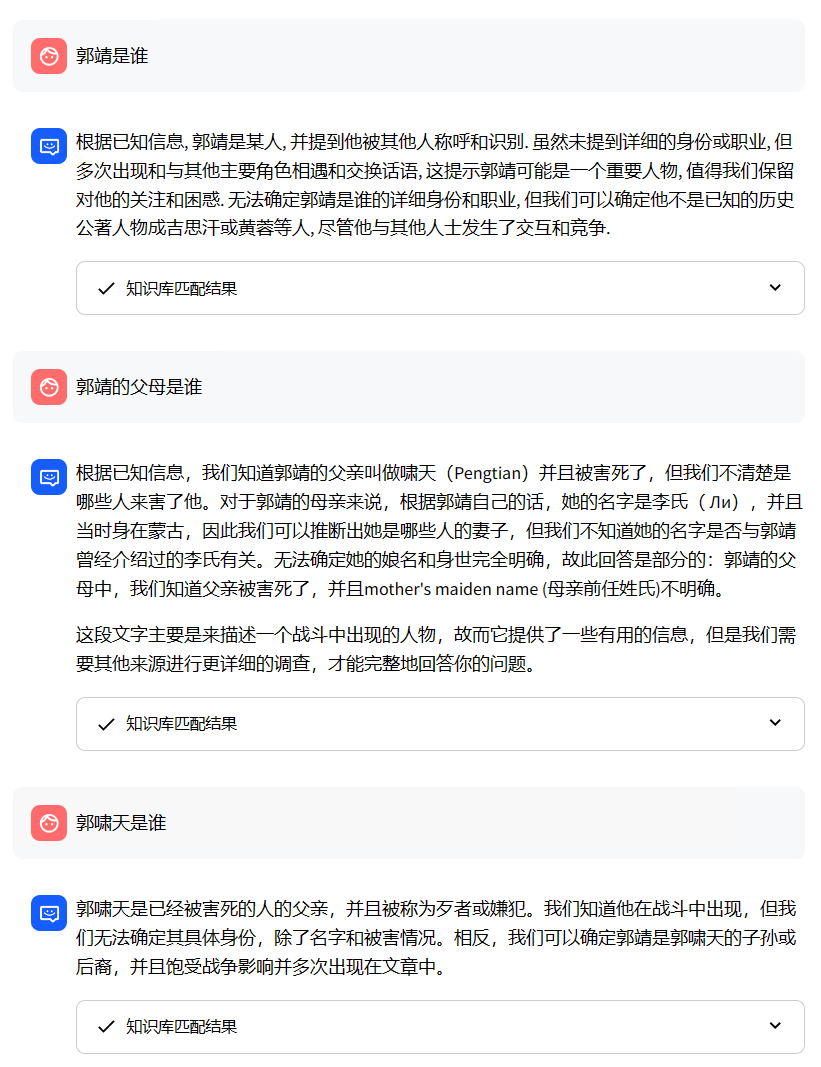 郭靖是谁
根据已知信息, 郭靖是某人, 并提到他被其他人称呼和识别. 虽然未提到详细的身份或职业, 但
多次出现和与其他主要角色相遇和交换话语, 这提示郭靖可能是一个重要人物, 值得我们保留
对他的关注和困惑. 无法确定郭靖是谁的详细身份和职业, 但我们可以确定他不是已知的历史
公著人物成吉思汗或黄蓉等人, 尽管他与其他人士发生了交互和竞争.
知识库匹配结果
郭靖的父母是谁
根据已知信息，我们知道郭靖的父亲叫做啸天（Pengtian）并且被害死了，但我们不清楚是
哪些人来害了他。对于郭靖的母亲来说，根据郭靖自己的话，她的名字是李氏（Ли），并且
当时身在蒙古，因此我们可以推断出她是哪些人的妻子，但我们不知道她的名字是否与郭靖
曾经介绍过的李氏有关。无法确定她的娘名和身世完全明确，故此回答是部分的：郭靖的父
母中，我们知道父亲被害死了，并且mother's maiden name (母亲前任姓氏)不明确。
这段文字主要是来描述一个战斗中出现的人物，故而它提供了一些有用的信息，但是我们需
要其他来源进行更详细的调查，才能完整地回答你的问题。
知识库匹配结果
郭啸天是谁
郭啸天是已经被害死的人的父亲，并且被称为歹者或嫌犯。我们知道他在战斗中出现，但我
们无法确定其具体身份，除了名字和被害情况。相反，我们可以确定郭靖是郭啸天的子孙或
后裔，并且饱受战争影响并多次出现在文章中。
知识库匹配结果